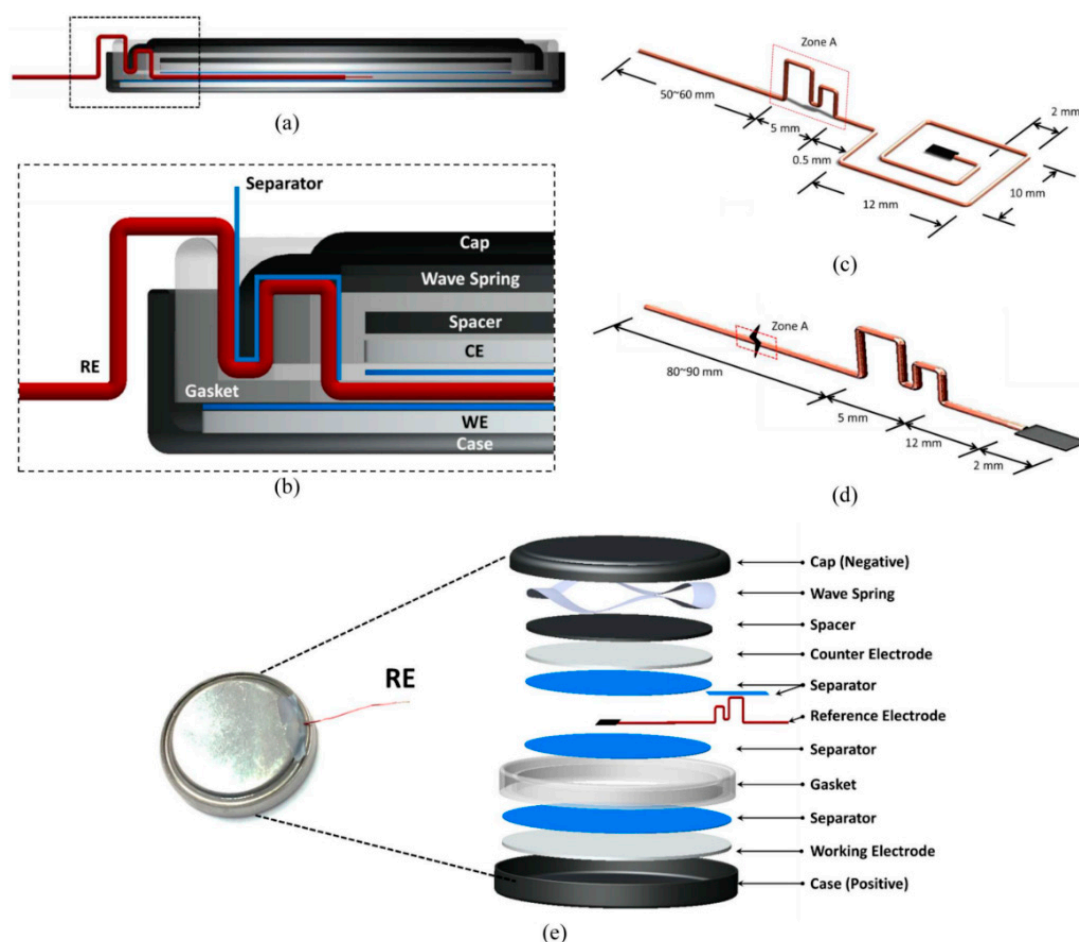 (a)
Separator
Cap
Wave Spring
Spacer
CE
RE
Gasket
WE
Case
(b)
Zone A
50~60 mm
5 mm
0.5 mm
2 mm
12 mm
10 mm
(c)
Zone A
80~90 mm
5 mm
12 mm
2 mm
(d)
RE
Cap (Negative)
Wave Spring
Spacer
Counter Electrode
Separator
Reference Electrode
Separator
Gasket
Separator
Working Electrode
Case (Positive)
(e)